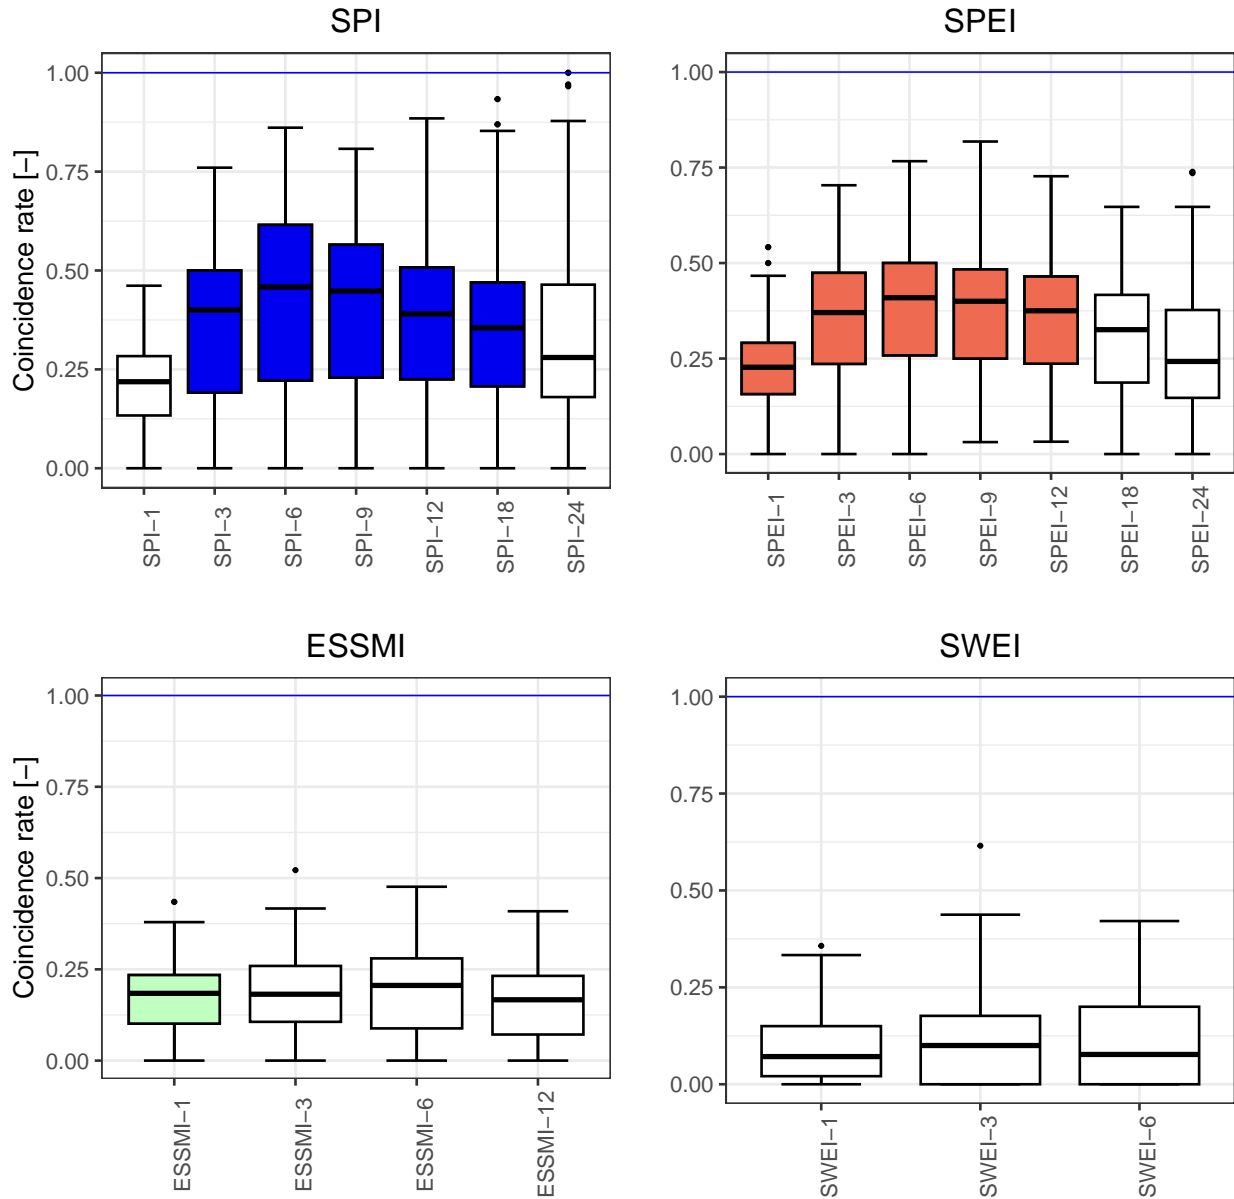 SPI
Coincidence rate [−]
1.00
0.75
0.50
0.25
0.00
SPI−1
SPI−3
SPI−6
SPI−9
SPI−12
SPI−18
SPI−24
SPEI
1.00
0.75
0.50
0.25
0.00
SPEI−1
SPEI−3
SPEI−6
SPEI−9
SPEI−12
SPEI−18
SPEI−24
ESSMI
Coincidence rate [−]
1.00
0.75
0.50
0.25
0.00
ESSMI−1
ESSMI−3
ESSMI−6
ESSMI−12
SWEI
1.00
0.75
0.50
0.25
0.00
SWEI−1
SWEI−3
SWEI−6